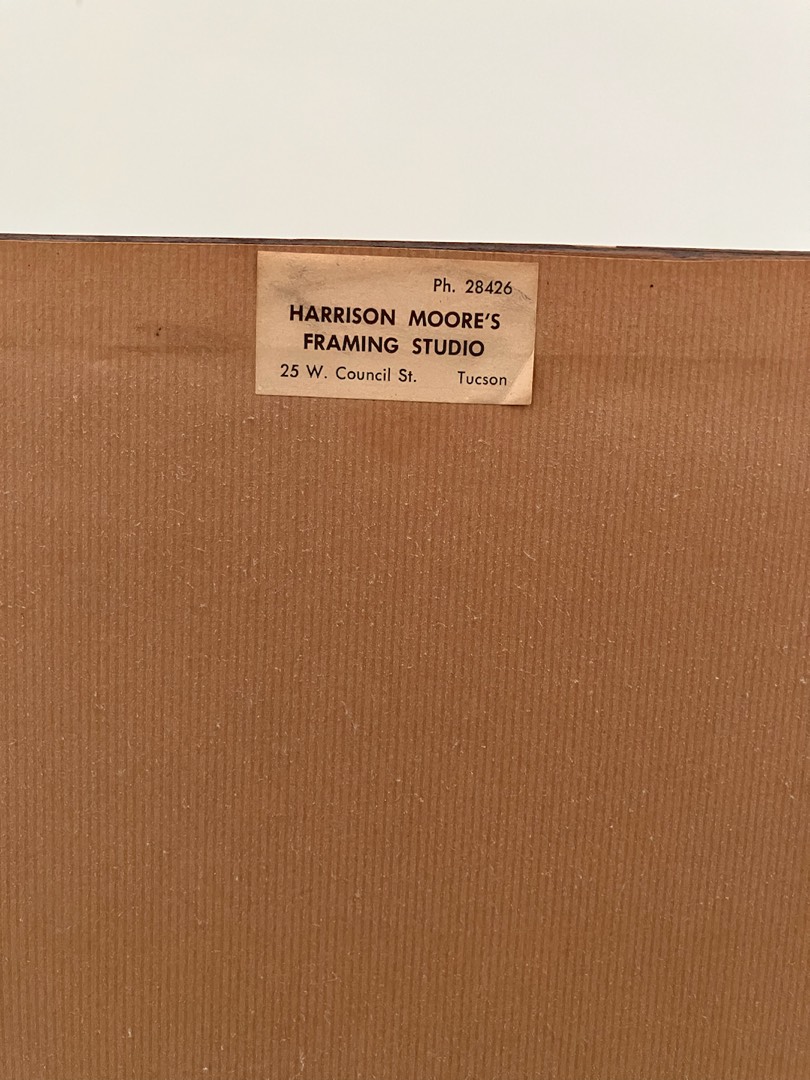 Ph. 28426
HARRISON MOORE'S
FRAMING STUDIO
25 W. Council St. Tucson